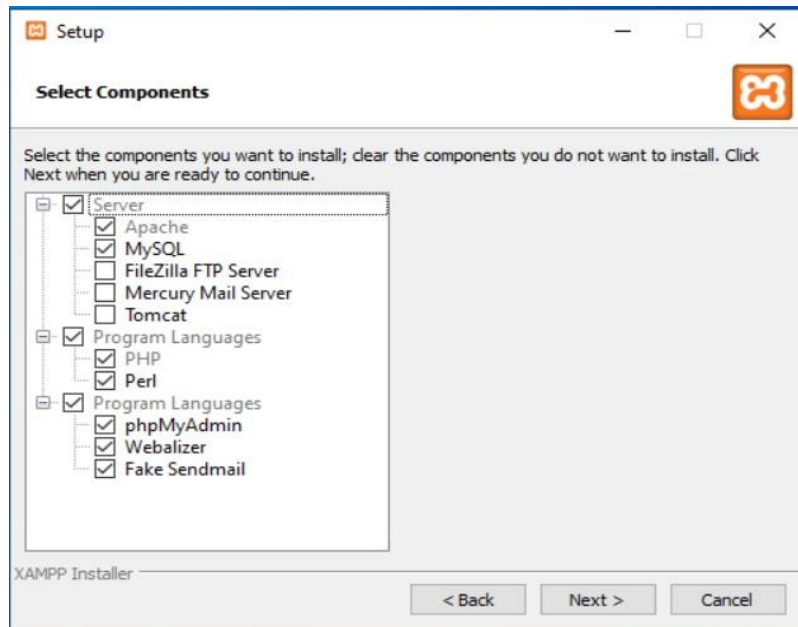 Setup
Select Components
Select the components you want to install; clear the components you do not want to install. Click
Next when you are ready to continue.
Server
Apache
MySQL
FileZilla FTP Server
Mercury Mail Server
Tomcat
Program Languages
PHP
Perl
Program Languages
phpMyAdmin
Webalizer
Fake Sendmail
XAMPP Installer
< Back
Next >
Cancel